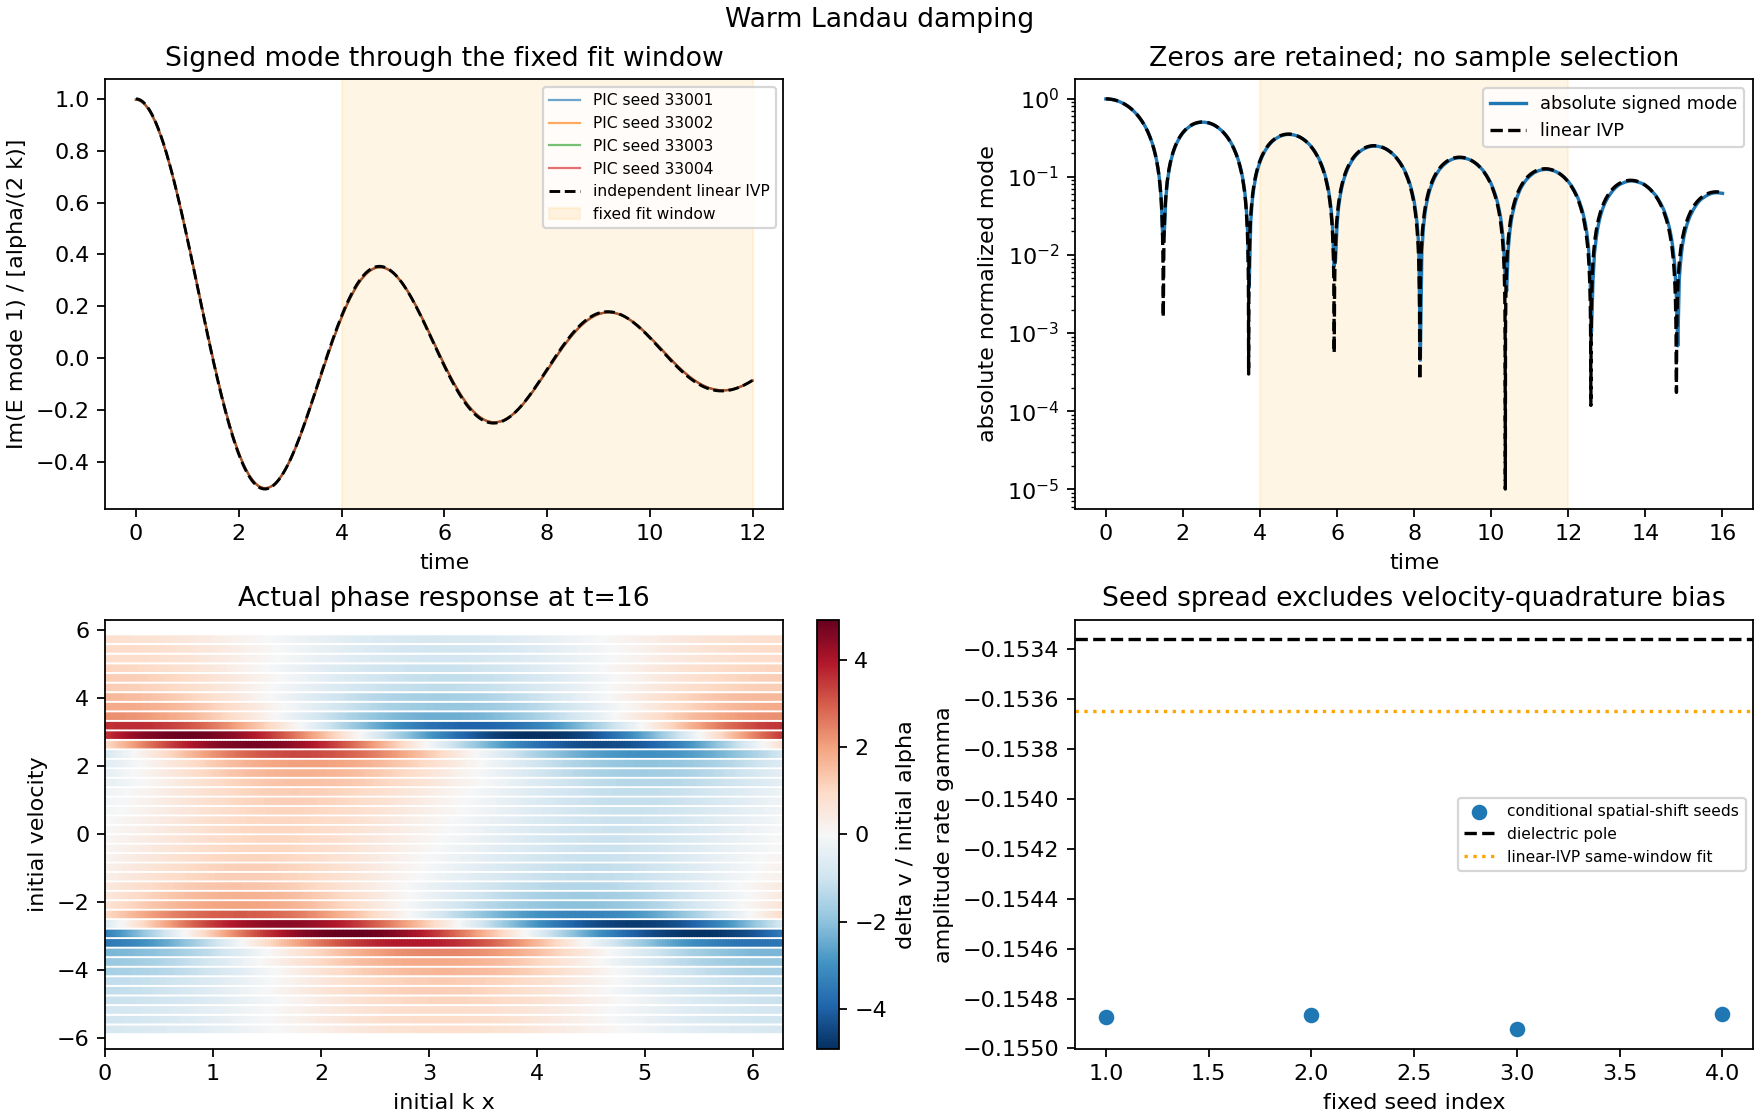 Warm Landau damping
Signed mode through the fixed fit window
Im(E mode 1) / [alpha/(2 k)]
1.0
0.8
0.6
0.4
0.2
0.0
−0.2
−0.4
PIC seed 33001
PIC seed 33002
PIC seed 33003
PIC seed 33004
independent linear IVP
fixed fit window
0 2 4 6 8 10 12
time
Zeros are retained; no sample selection
absolute normalized mode
10⁰
10⁻¹
10⁻²
10⁻³
10⁻⁴
10⁻⁵
absolute signed mode
linear IVP
0 2 4 6 8 10 12 14 16
time
Actual phase response at t=16
initial velocity
6
4
2
0
−2
−4
−6
0 1 2 3 4 5 6
initial k x
4
2
0
−2
−4
delta v / initial alpha
Seed spread excludes velocity-quadrature bias
amplitude rate gamma
−0.1534
−0.1536
−0.1538
−0.1540
−0.1542
−0.1544
−0.1546
−0.1548
−0.1550
conditional spatial-shift seeds
dielectric pole
linear-IVP same-window fit
1.0 1.5 2.0 2.5 3.0 3.5 4.0
fixed seed index